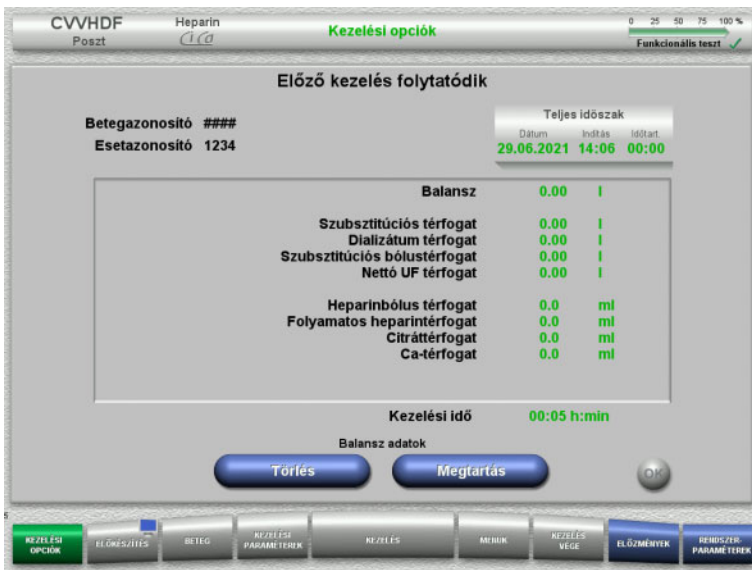 CVVHDF
Poszt
Heparin
Ci Ca
Kezelési opciók
0 25 50 75 100 %
Funkcionális teszt
Előző kezelés folytatódik
Betegazonosító ####
Esetazonosító 1234
Teljes időszak
Dátum Indítás Időtart.
29.06.2021 14:06 00:00
Balansz 0.00 l
Szubsztitúciós térfogat 0.00 l
Dializátum térfogat 0.00 l
Szubsztitúciós bólustérfogat 0.00 l
Nettó UF térfogat 0.00 l
Heparinbólus térfogat 0.0 ml
Folyamatos heparintérfogat 0.0 ml
Citráttérfogat 0.0 ml
Ca-térfogat 0.0 ml
Kezelési idő 00:05 h:min
Balansz adatok
Törlés Megtartás OK
KEZELÉSI OPCIÓK
ELŐKÉSZÍTÉS
BETEG
KEZELÉSI PARAMÉTEREK
KEZELÉS
MENÜK
KEZELÉS VÉGE
ELŐZMÉNYEK
RENDSZER-PARAMÉTEREK